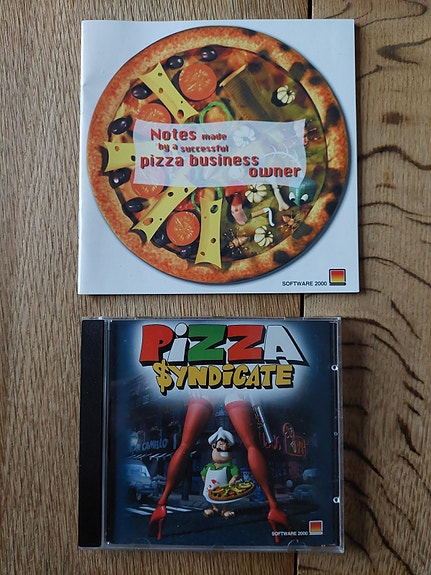 Notes made
by a successful
pizza business
owner
SOFTWARE 2000
PIZZA
$YNDICATE
SOFTWARE 2000